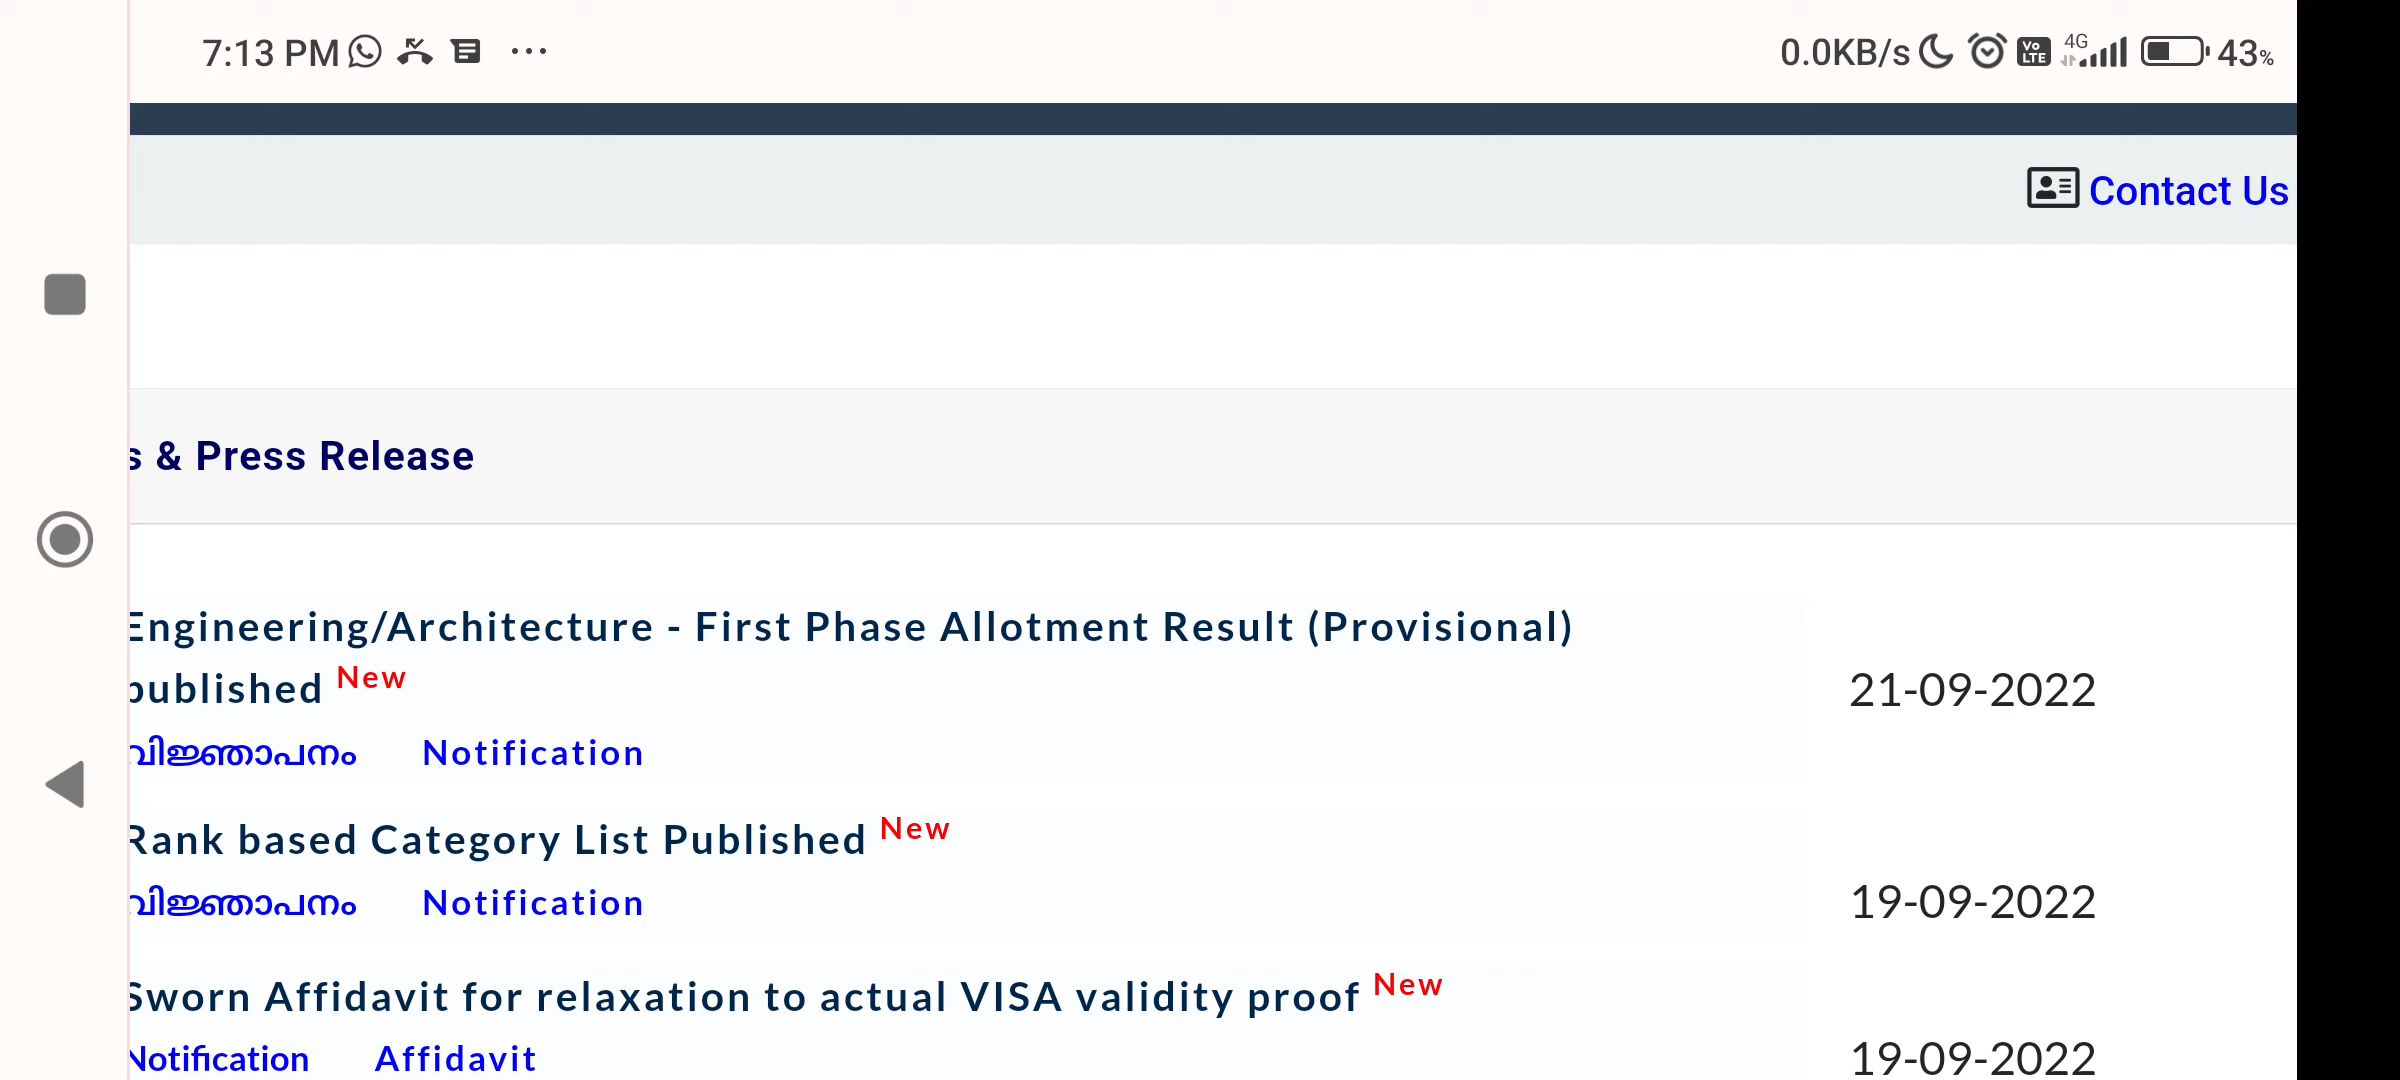 7:13 PM ... 0.0KB/s Vo LTE 4G 43%
Contact Us
s & Press Release
Engineering/Architecture - First Phase Allotment Result (Provisional)
published New
21-09-2022
വിജ്ഞാപനം Notification
Rank based Category List Published New
വിജ്ഞാപനം Notification
19-09-2022
Sworn Affidavit for relaxation to actual VISA validity proof New
Notification Affidavit
19-09-2022